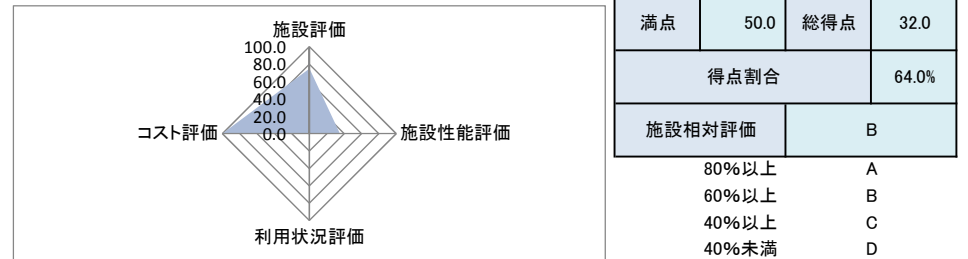 施設評価
100.0
80.0
60.0
40.0
20.0
0.0
コスト評価
施設性能評価
利用状況評価
満点 50.0 総得点 32.0
得点割合 64.0%
施設相対評価 B
80%以上 A
60%以上 B
40%以上 C
40%未満 D